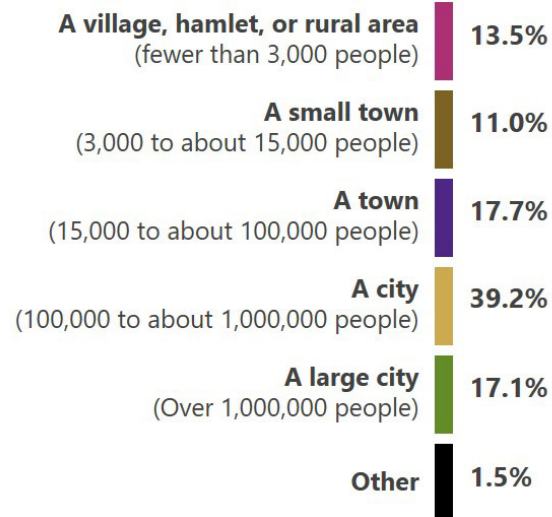 A village, hamlet, or rural area
(fewer than 3,000 people)
13.5%
A small town
(3,000 to about 15,000 people)
11.0%
A town
(15,000 to about 100,000 people)
17.7%
A city
(100,000 to about 1,000,000 people)
39.2%
A large city
(Over 1,000,000 people)
17.1%
Other
1.5%